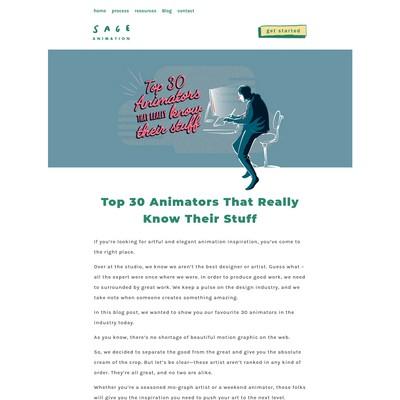 home process resources Blog contact
SAGE
ANIMATION
get started
Top 30
Animators
THAT REALLY know
their stuff
Top 30 Animators That Really
Know Their Stuff
If you're looking for artful and elegant animation inspiration, you've come to
the right place.
Over at the studio, we know we aren't the best designer or artist. Guess what –
all the expert were once where we were. In order to produce good work, we need
to surrounded by great work. We keep a pulse on the design industry, and we
take note when someone creates something amazing.
In this blog post, we wanted to show you our favourite 30 animators in the
industry today.
As you know, there's no shortage of beautiful motion graphic on the web.
So, we decided to separate the good from the great and give you the absolute
cream of the crop. But let's be clear—these artist aren't ranked in any kind of
order. They're all great, and no two are alike.
Whether you're a seasoned mo-graph artist or a weekend animator, these folks
will give you the inspiration you need to push your art to the next level.